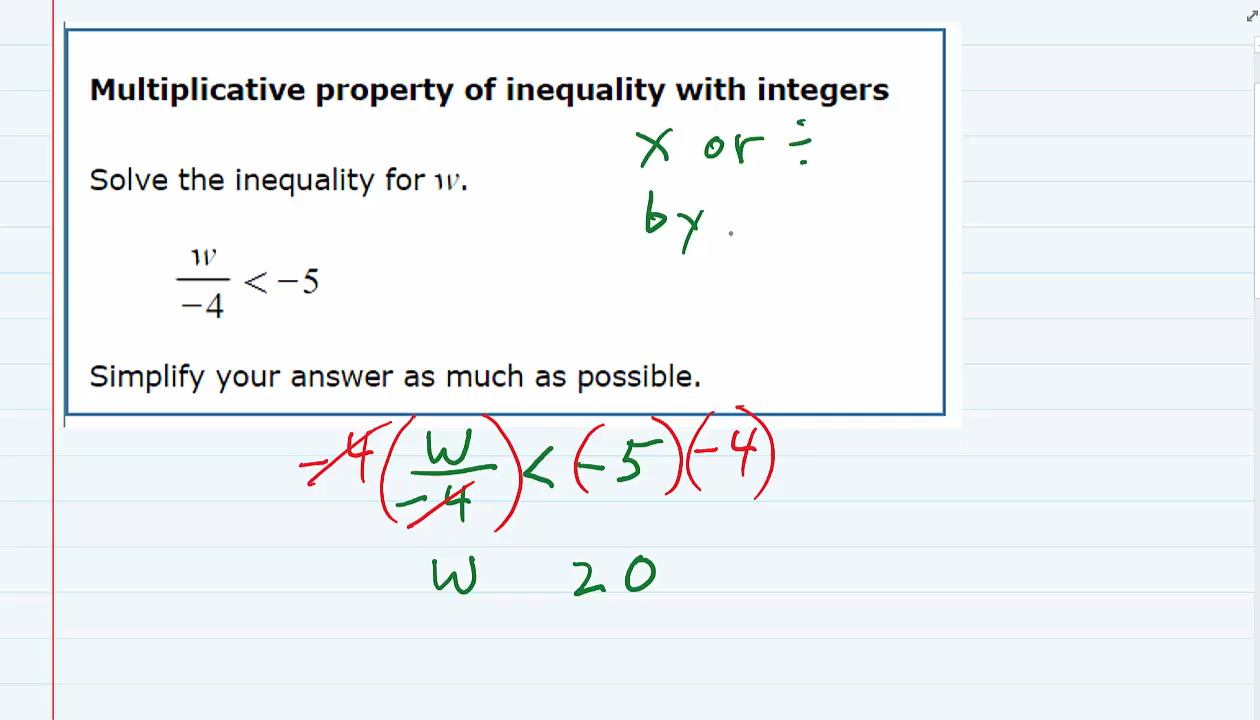 Multiplicative property of inequality with integers
x or ÷
Solve the inequality for w.
by
w/-4 < -5
Simplify your answer as much as possible.
-4(w/-4) < (-5)(-4)
w 20